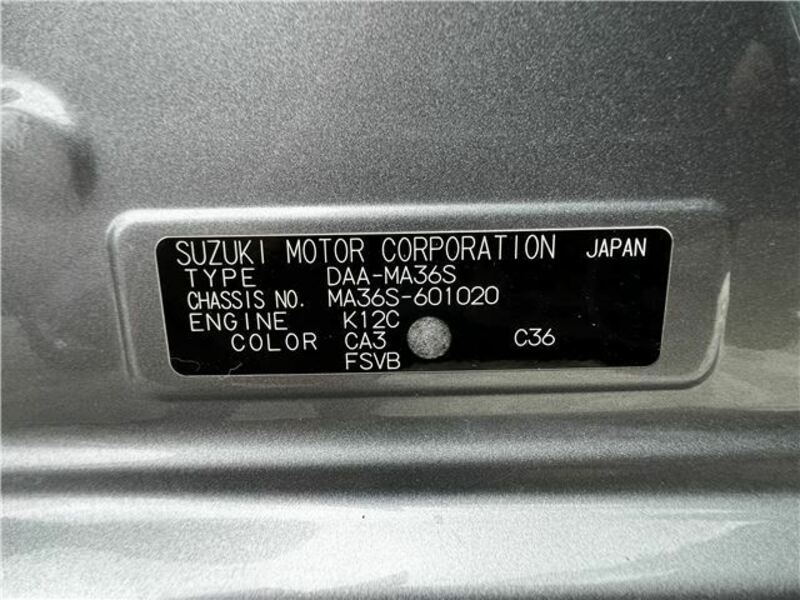 SUZUKI MOTOR CORPORATION JAPAN
TYPE DAA-MA36S
CHASSIS NO. MA36S-601020
ENGINE K12C
COLOR CA3 C36
FSVB